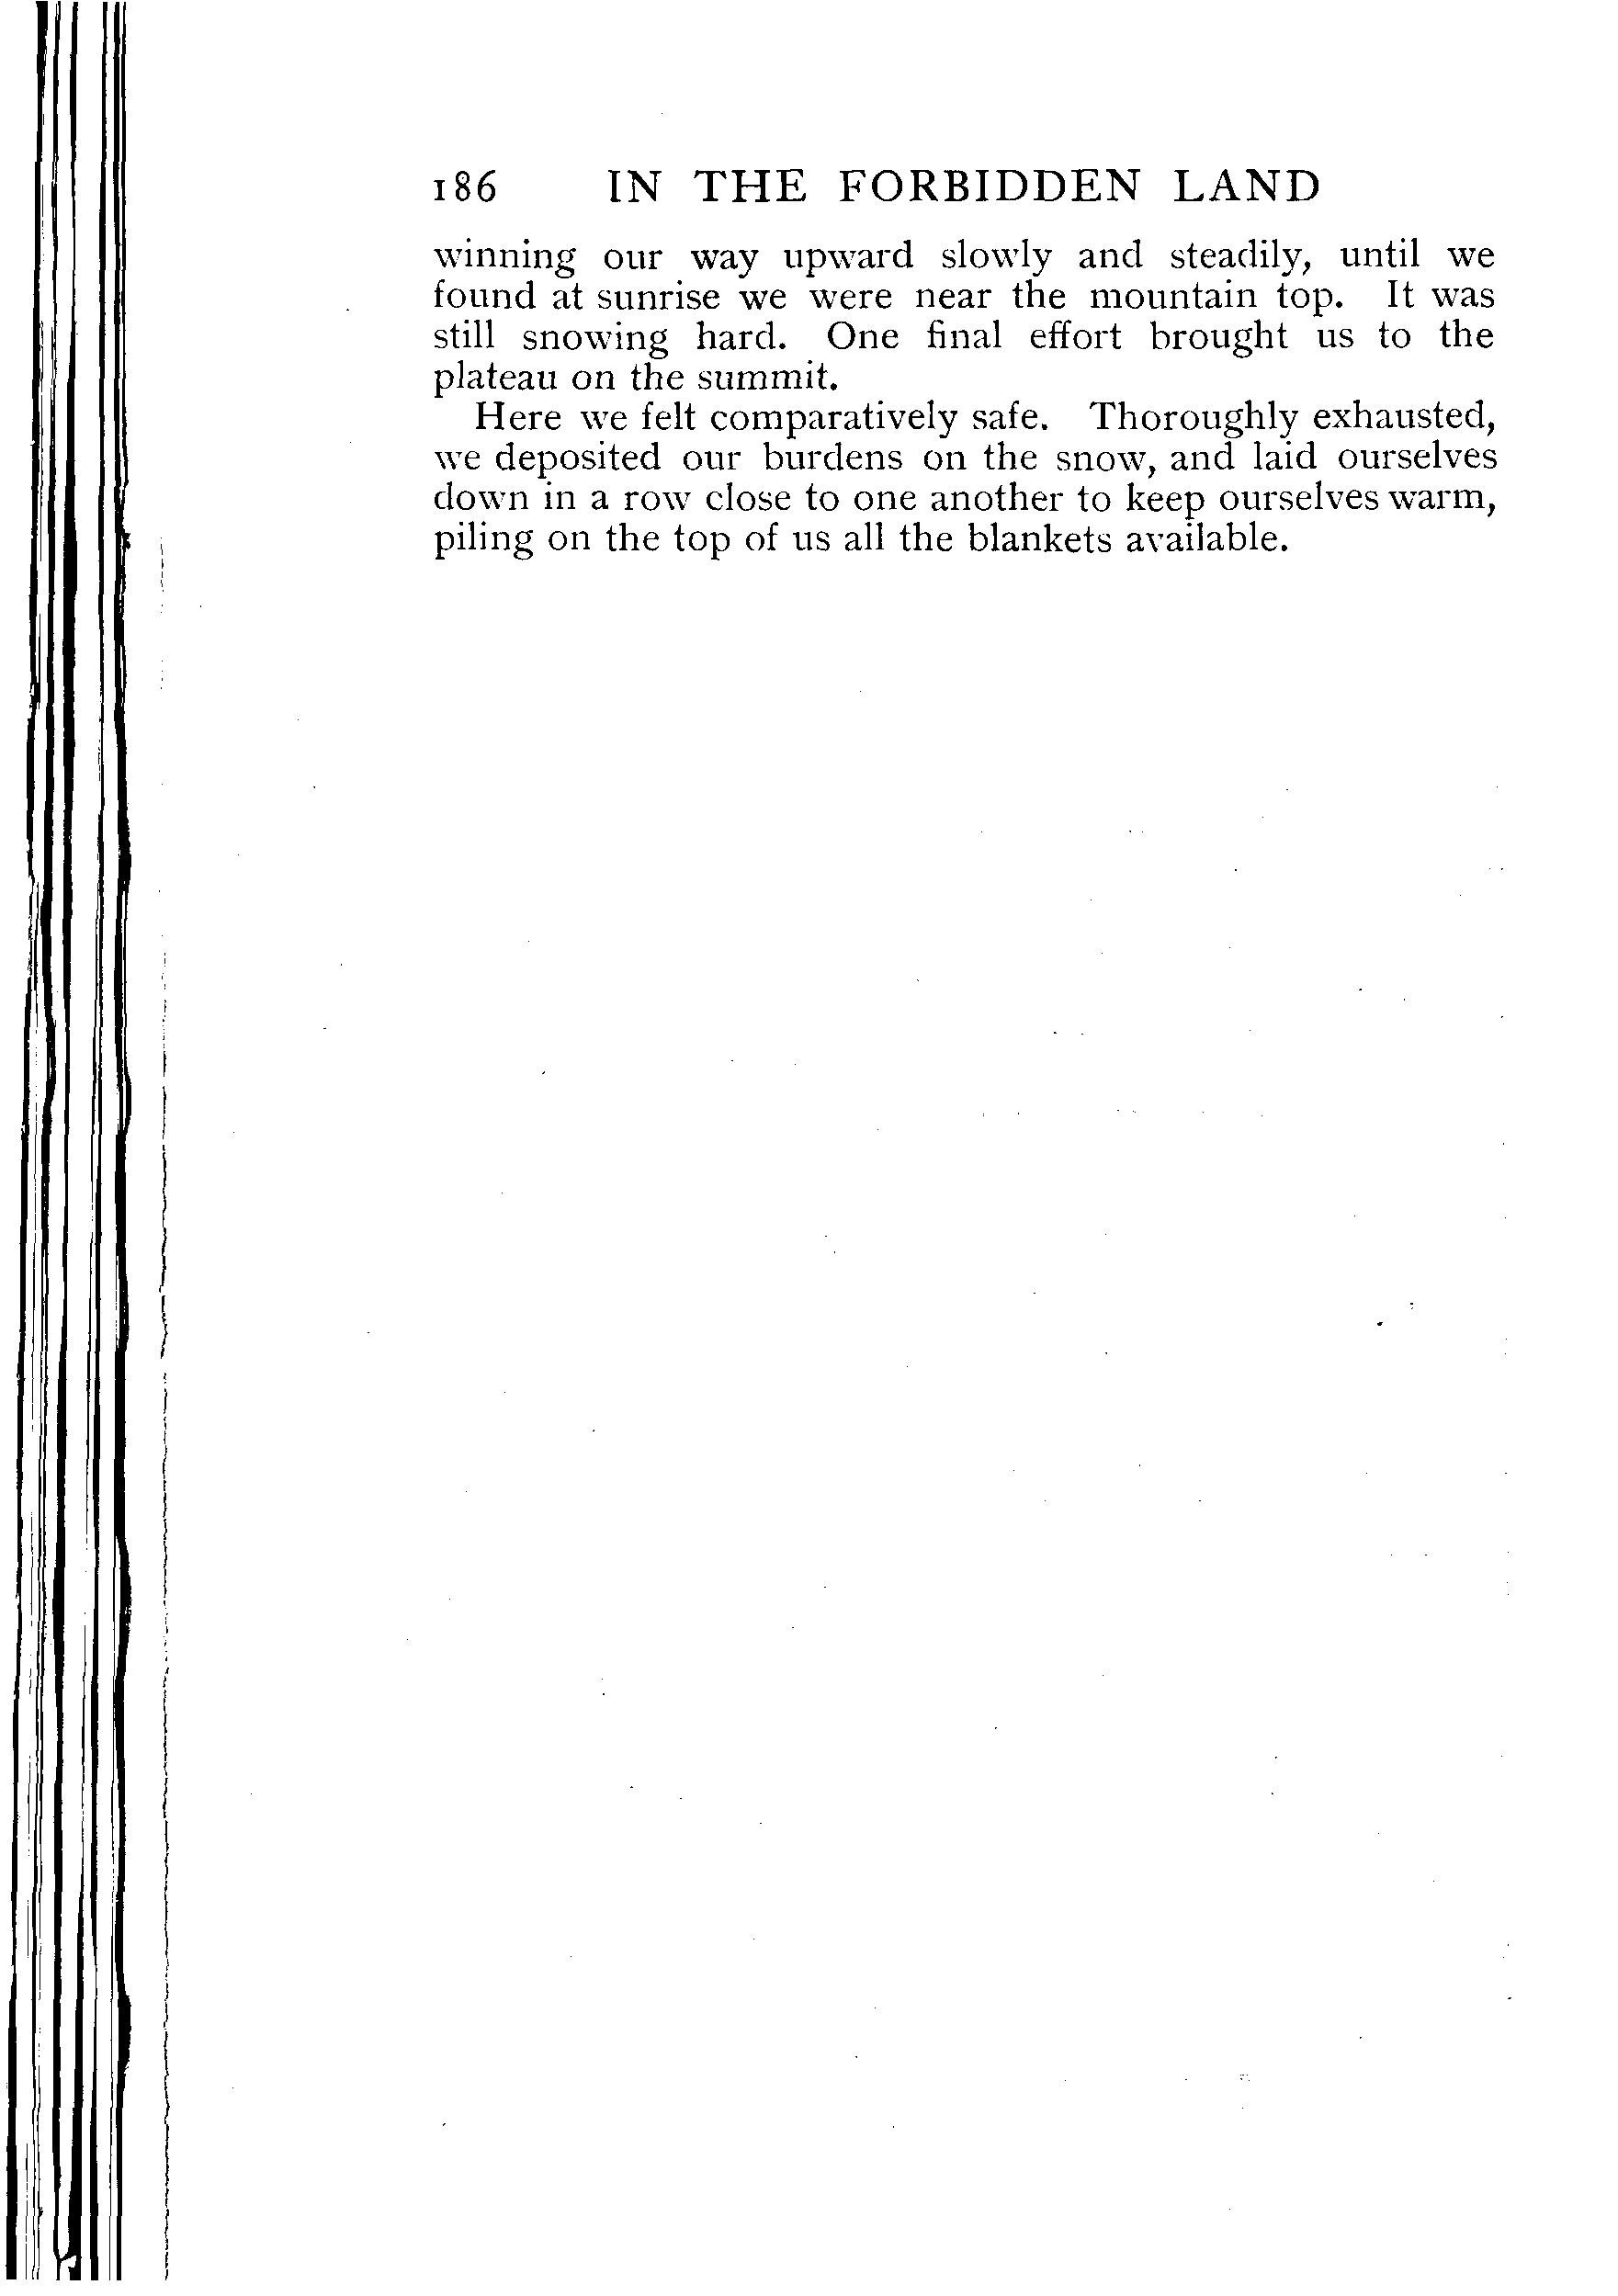 186 IN THE FORBIDDEN LAND
winning our way upward slowly and steadily, until we
found at sunrise we were near the mountain top. It was
still snowing hard. One final effort brought us to the
plateau on the summit.
Here we felt comparatively safe. Thoroughly exhausted,
we deposited our burdens on the snow, and laid ourselves
down in a row close to one another to keep ourselves warm,
piling on the top of us all the blankets available.